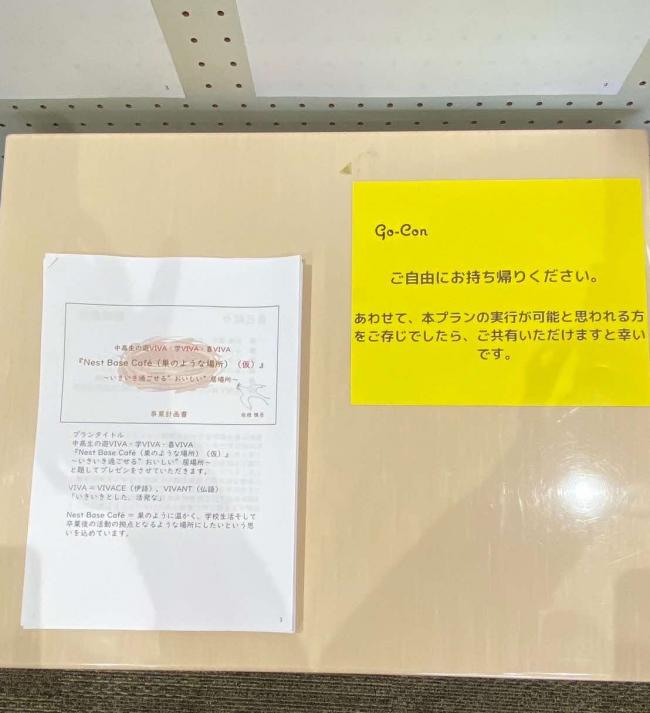 中高生の遊VIVA・学VIVA・喜VIVA
『Nest Base Café（巣のような場所）（仮）』
～いきいき過ごせる”おいしい”居場所～
事業計画書
プランタイトル
中高生の遊VIVA・学VIVA・喜VIVA
『Nest Base Café（巣のような場所）（仮）』
～いきいき過ごせる”おいしい”居場所～
と題してプレゼンをさせていただきます。
VIVA = VIVACE（伊語）、VIVANT（仏語）
「いきいきとした、活発な」
Nest Base Café = 巣のように温かく、学校生活そして
卒業後の活動の拠点となるような場所にしたいという思
いを込めています。
3
Go-Con
ご自由にお持ち帰りください。
あわせて、本プランの実行が可能と思われる方
をご存じでしたら、ご共有いただけますと幸い
です。